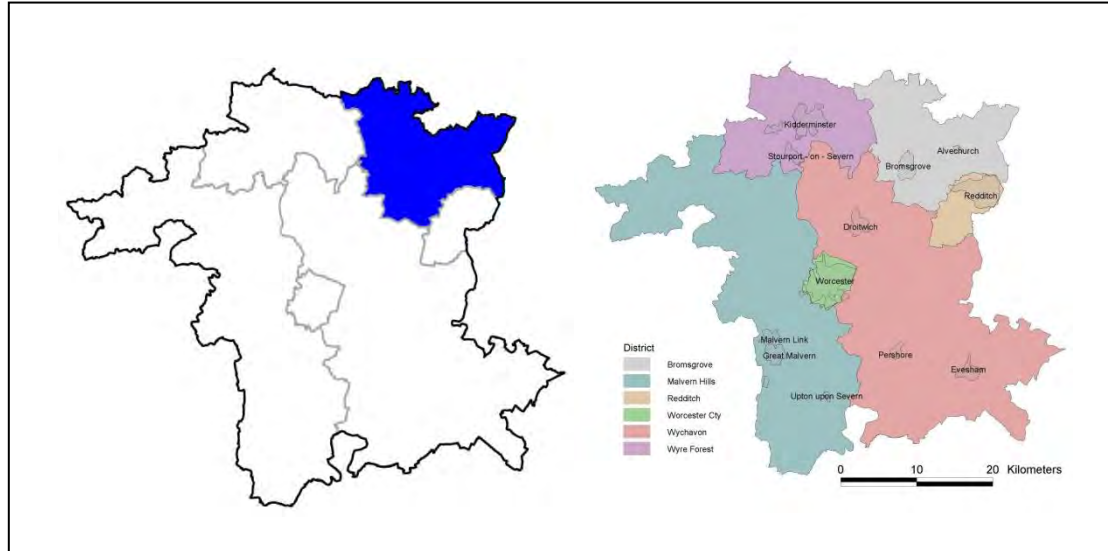 Kidderminster
Stourport - on - Severn
Bromsgrove
Alvechurch
Redditch
Droitwich
Worcester
Malvern Link
Great Malvern
Pershore
Evesham
Upton upon Severn
District
Bromsgrove
Malvern Hills
Redditch
Worcester Cty
Wychavon
Wyre Forest
0 10 20 Kilometers